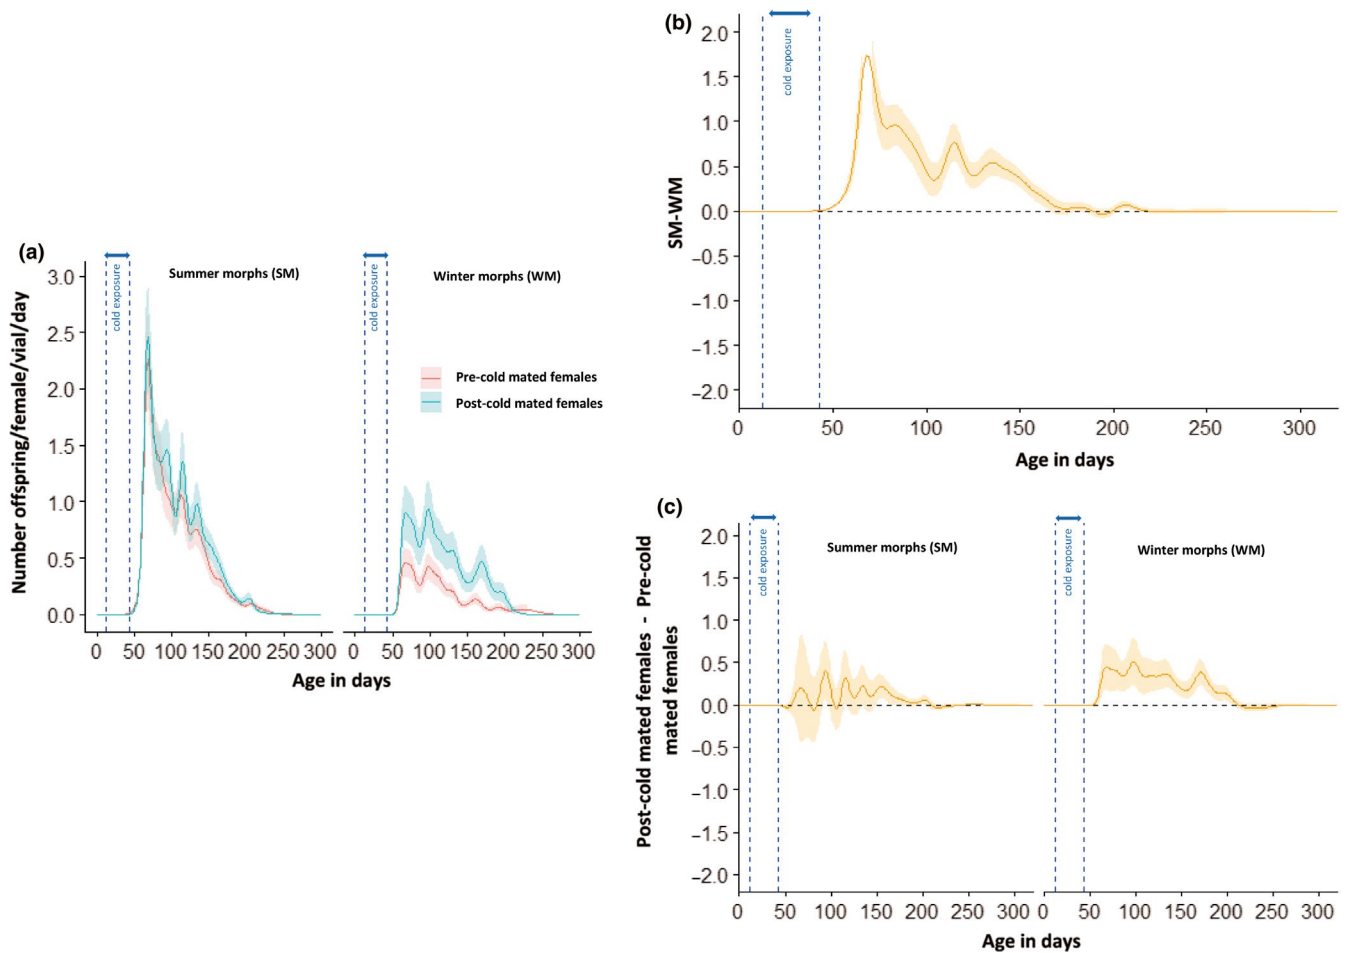 (a)
cold exposure
Summer morphs (SM)
cold exposure
Winter morphs (WM)
Pre-cold mated females
Post-cold mated females
Number offspring/female/vial/day
3.0
2.5
2.0
1.5
1.0
0.5
0.0
0 50 100 150 200 250 300 0 50 100 150 200 250 300
Age in days
(b)
cold exposure
SM-WM
2.0
1.5
1.0
0.5
0.0
−0.5
−1.0
−1.5
−2.0
0 50 100 150 200 250 300
Age in days
(c)
cold exposure
Summer morphs (SM)
cold exposure
Winter morphs (WM)
Post-cold mated females - Pre-cold
mated females
2.0
1.5
1.0
0.5
0.0
−0.5
−1.0
−1.5
−2.0
0 50 100 150 200 250 300 0 50 100 150 200 250 300
Age in days